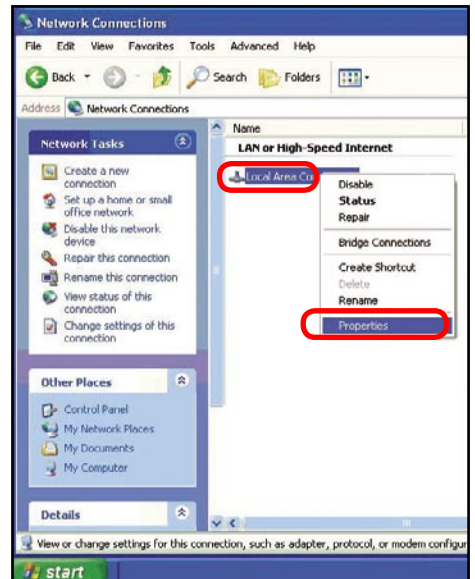 Network Connections
File Edit View Favorites Tools Advanced Help
Back Search Folders
Address Network Connections
Network Tasks
Create a new
connection
Set up a home or small
office network
Disable this network
device
Repair this connection
Rename this connection
View status of this
connection
Change settings of this
connection
Other Places
Control Panel
My Network Places
My Documents
My Computer
Details
Name
LAN or High-Speed Internet
Local Area Co
Disable
Status
Repair
Bridge Connections
Create Shortcut
Delete
Rename
Properties
View or change settings for this connection, such as adapter, protocol, or modem configur
start